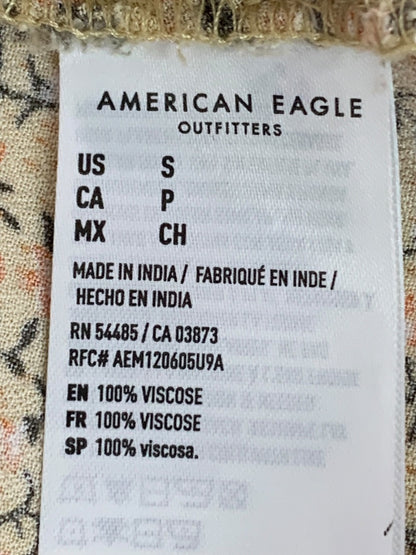 AMERICAN EAGLE
OUTFITTERS
US S
CA P
MX CH
MADE IN INDIA / FABRIQUÉ EN INDE /
HECHO EN INDIA
RN 54485 / CA 03873
RFC# AEM120605U9A
EN 100% VISCOSE
FR 100% VISCOSE
SP 100% viscosa.